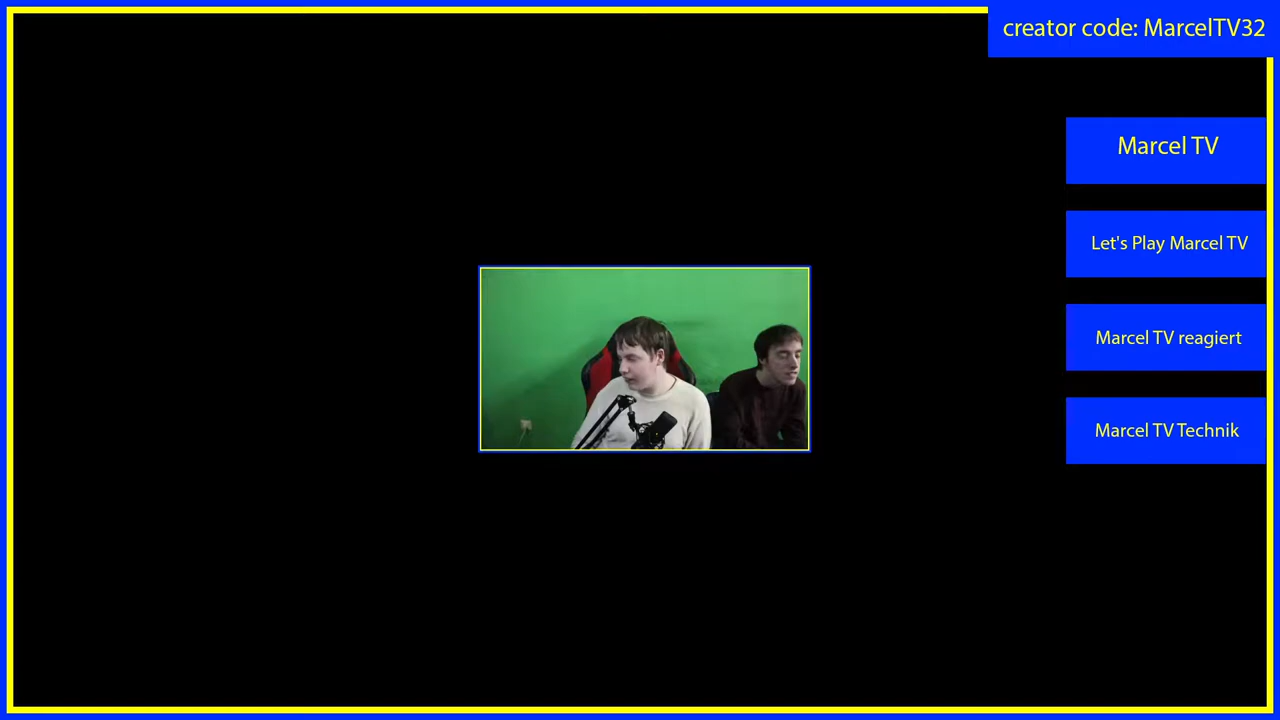 creator code: MarcelTV32
Marcel TV
Let's Play Marcel TV
Marcel TV reagiert
Marcel TV Technik